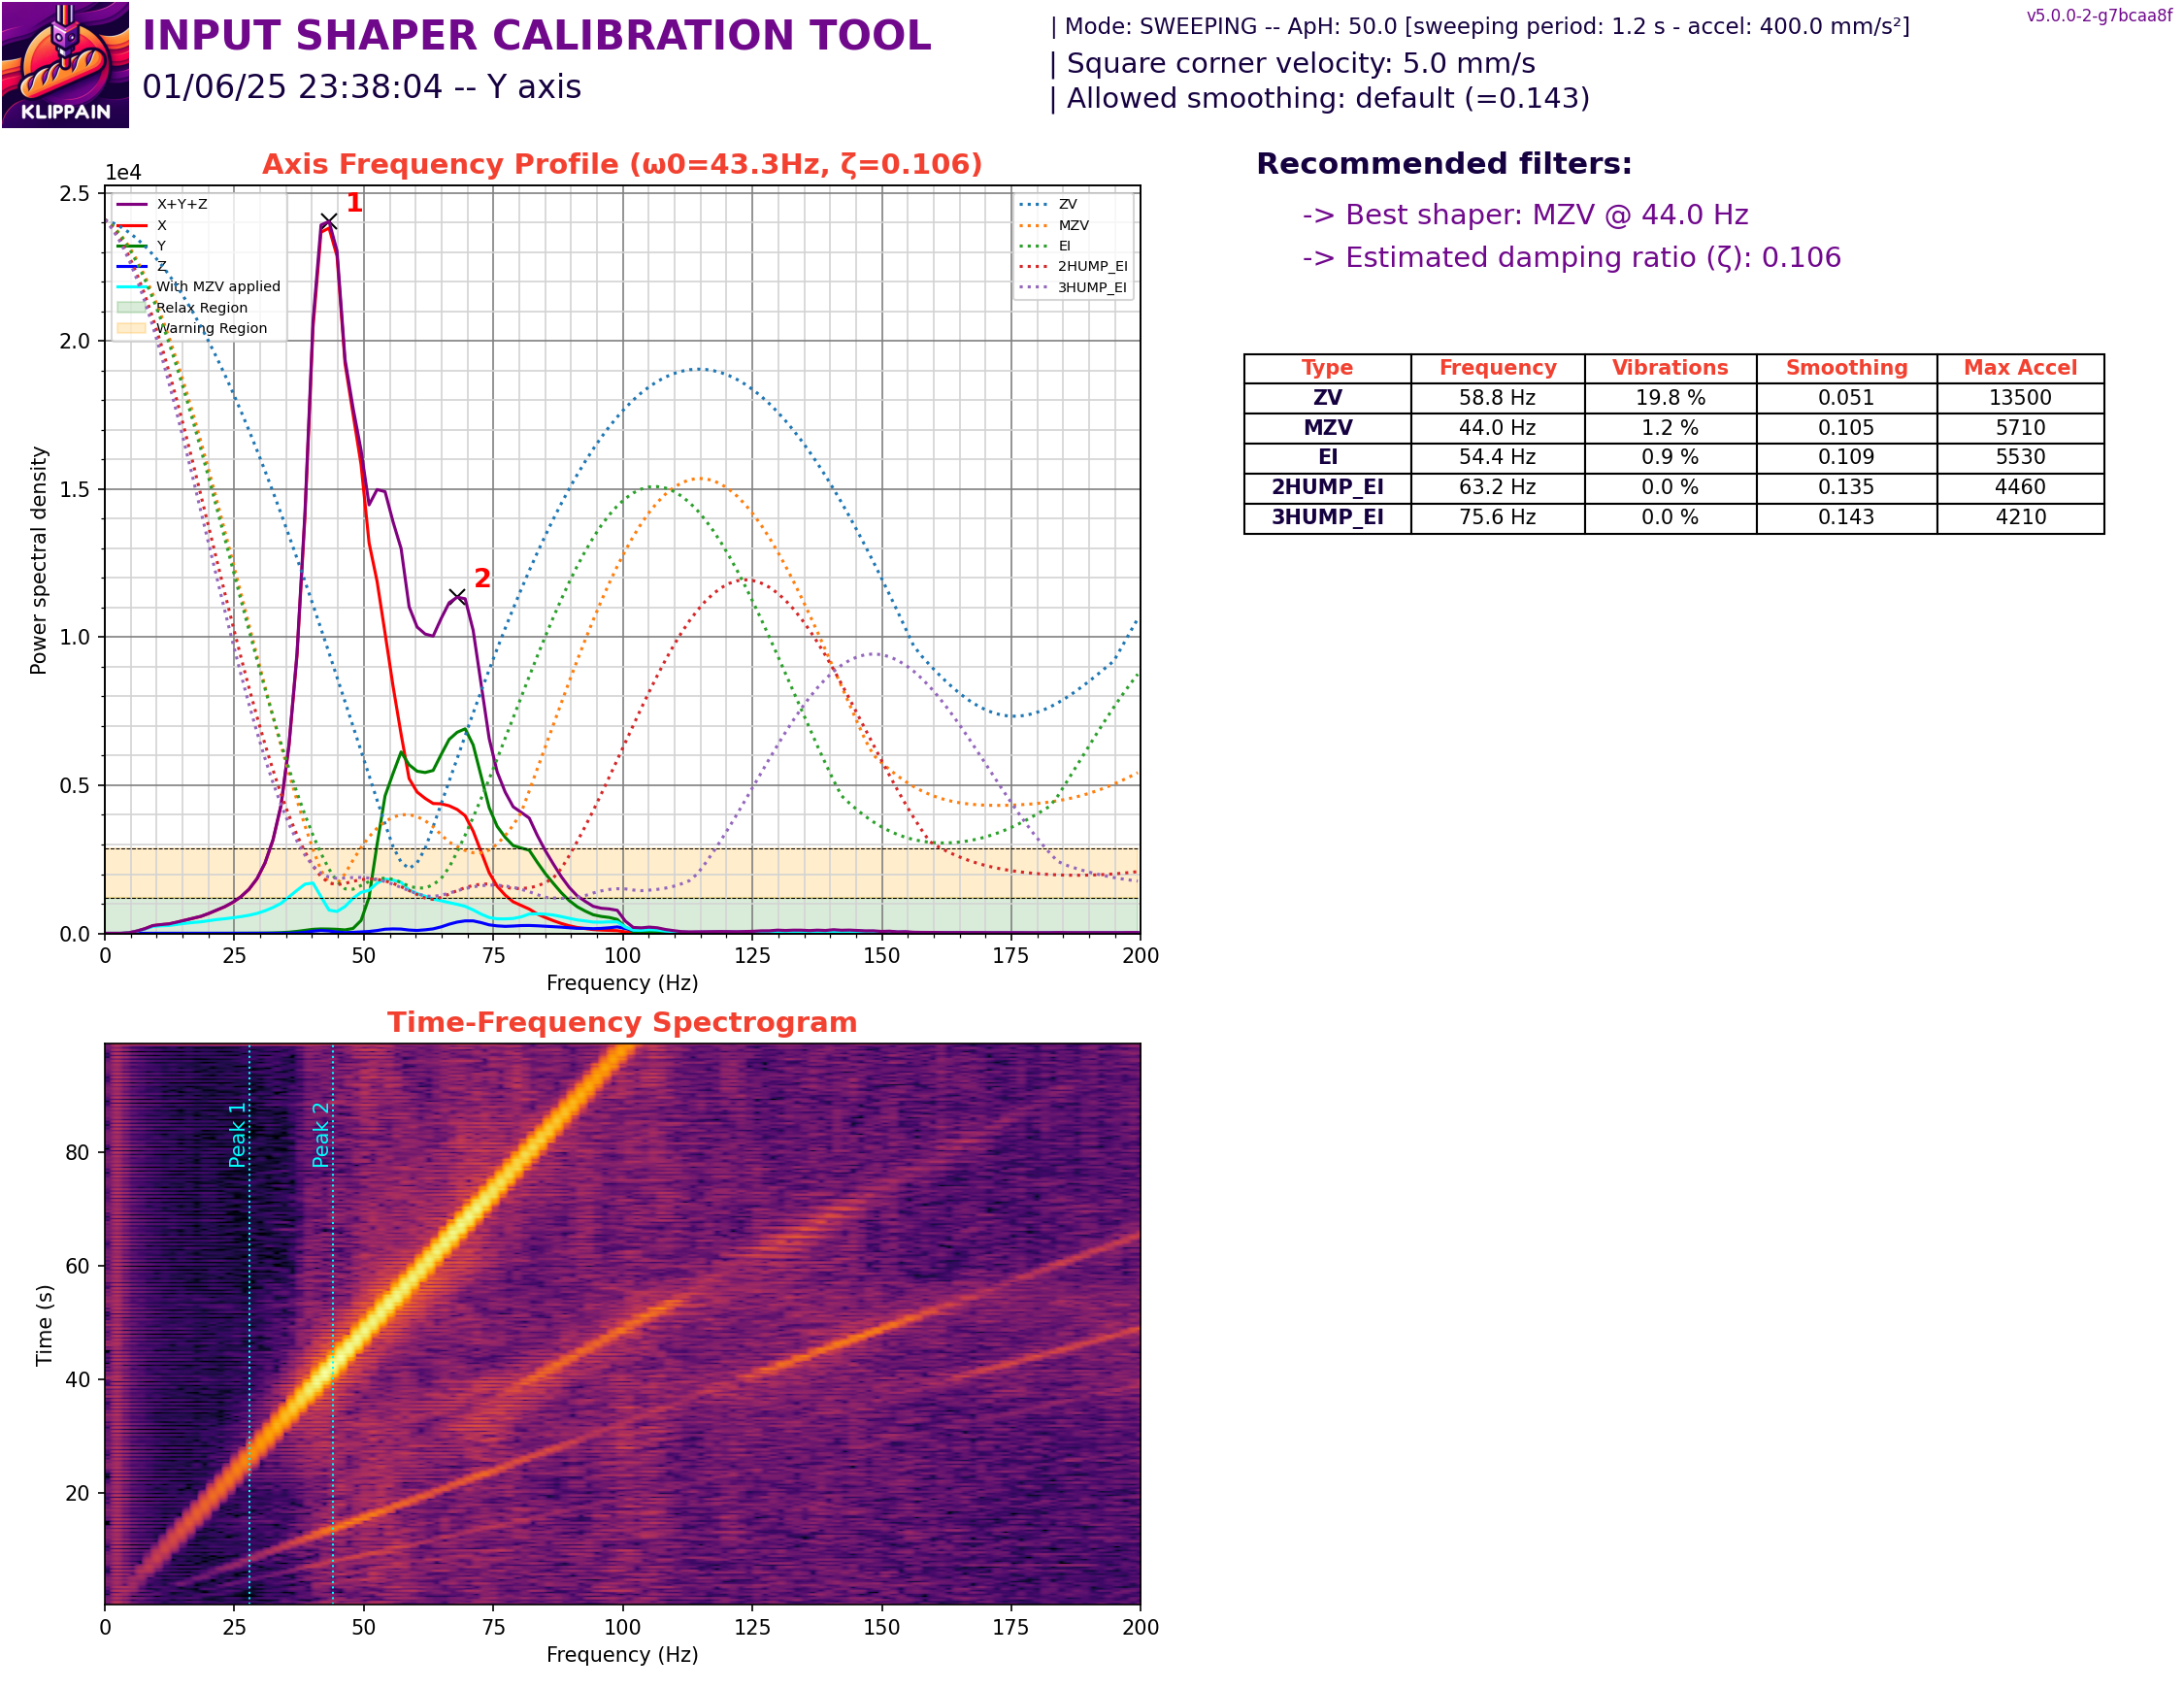 INPUT SHAPER CALIBRATION TOOL
01/06/25 23:38:04 -- Y axis
KLIPPAIN
| Mode: SWEEPING -- ApH: 50.0 [sweeping period: 1.2 s - accel: 400.0 mm/s²]
| Square corner velocity: 5.0 mm/s
| Allowed smoothing: default (=0.143)
v5.0.0-2-g7bcaa8f
Axis Frequency Profile (ω0=43.3Hz, ζ=0.106)
1e4
2.5
2.0
1.5
1.0
0.5
0.0
Power spectral density
X+Y+Z
X
Y
Z
With MZV applied
Relax Region
Warning Region
1
2
ZV
MZV
EI
2HUMP_EI
3HUMP_EI
0 25 50 75 100 125 150 175 200
Frequency (Hz)
Recommended filters:
-> Best shaper: MZV @ 44.0 Hz
-> Estimated damping ratio (ζ): 0.106
Type Frequency Vibrations Smoothing Max Accel
ZV 58.8 Hz 19.8 % 0.051 13500
MZV 44.0 Hz 1.2 % 0.105 5710
EI 54.4 Hz 0.9 % 0.109 5530
2HUMP_EI 63.2 Hz 0.0 % 0.135 4460
3HUMP_EI 75.6 Hz 0.0 % 0.143 4210
Time-Frequency Spectrogram
80
60
40
20
Time (s)
Peak 1
Peak 2
0 25 50 75 100 125 150 175 200
Frequency (Hz)